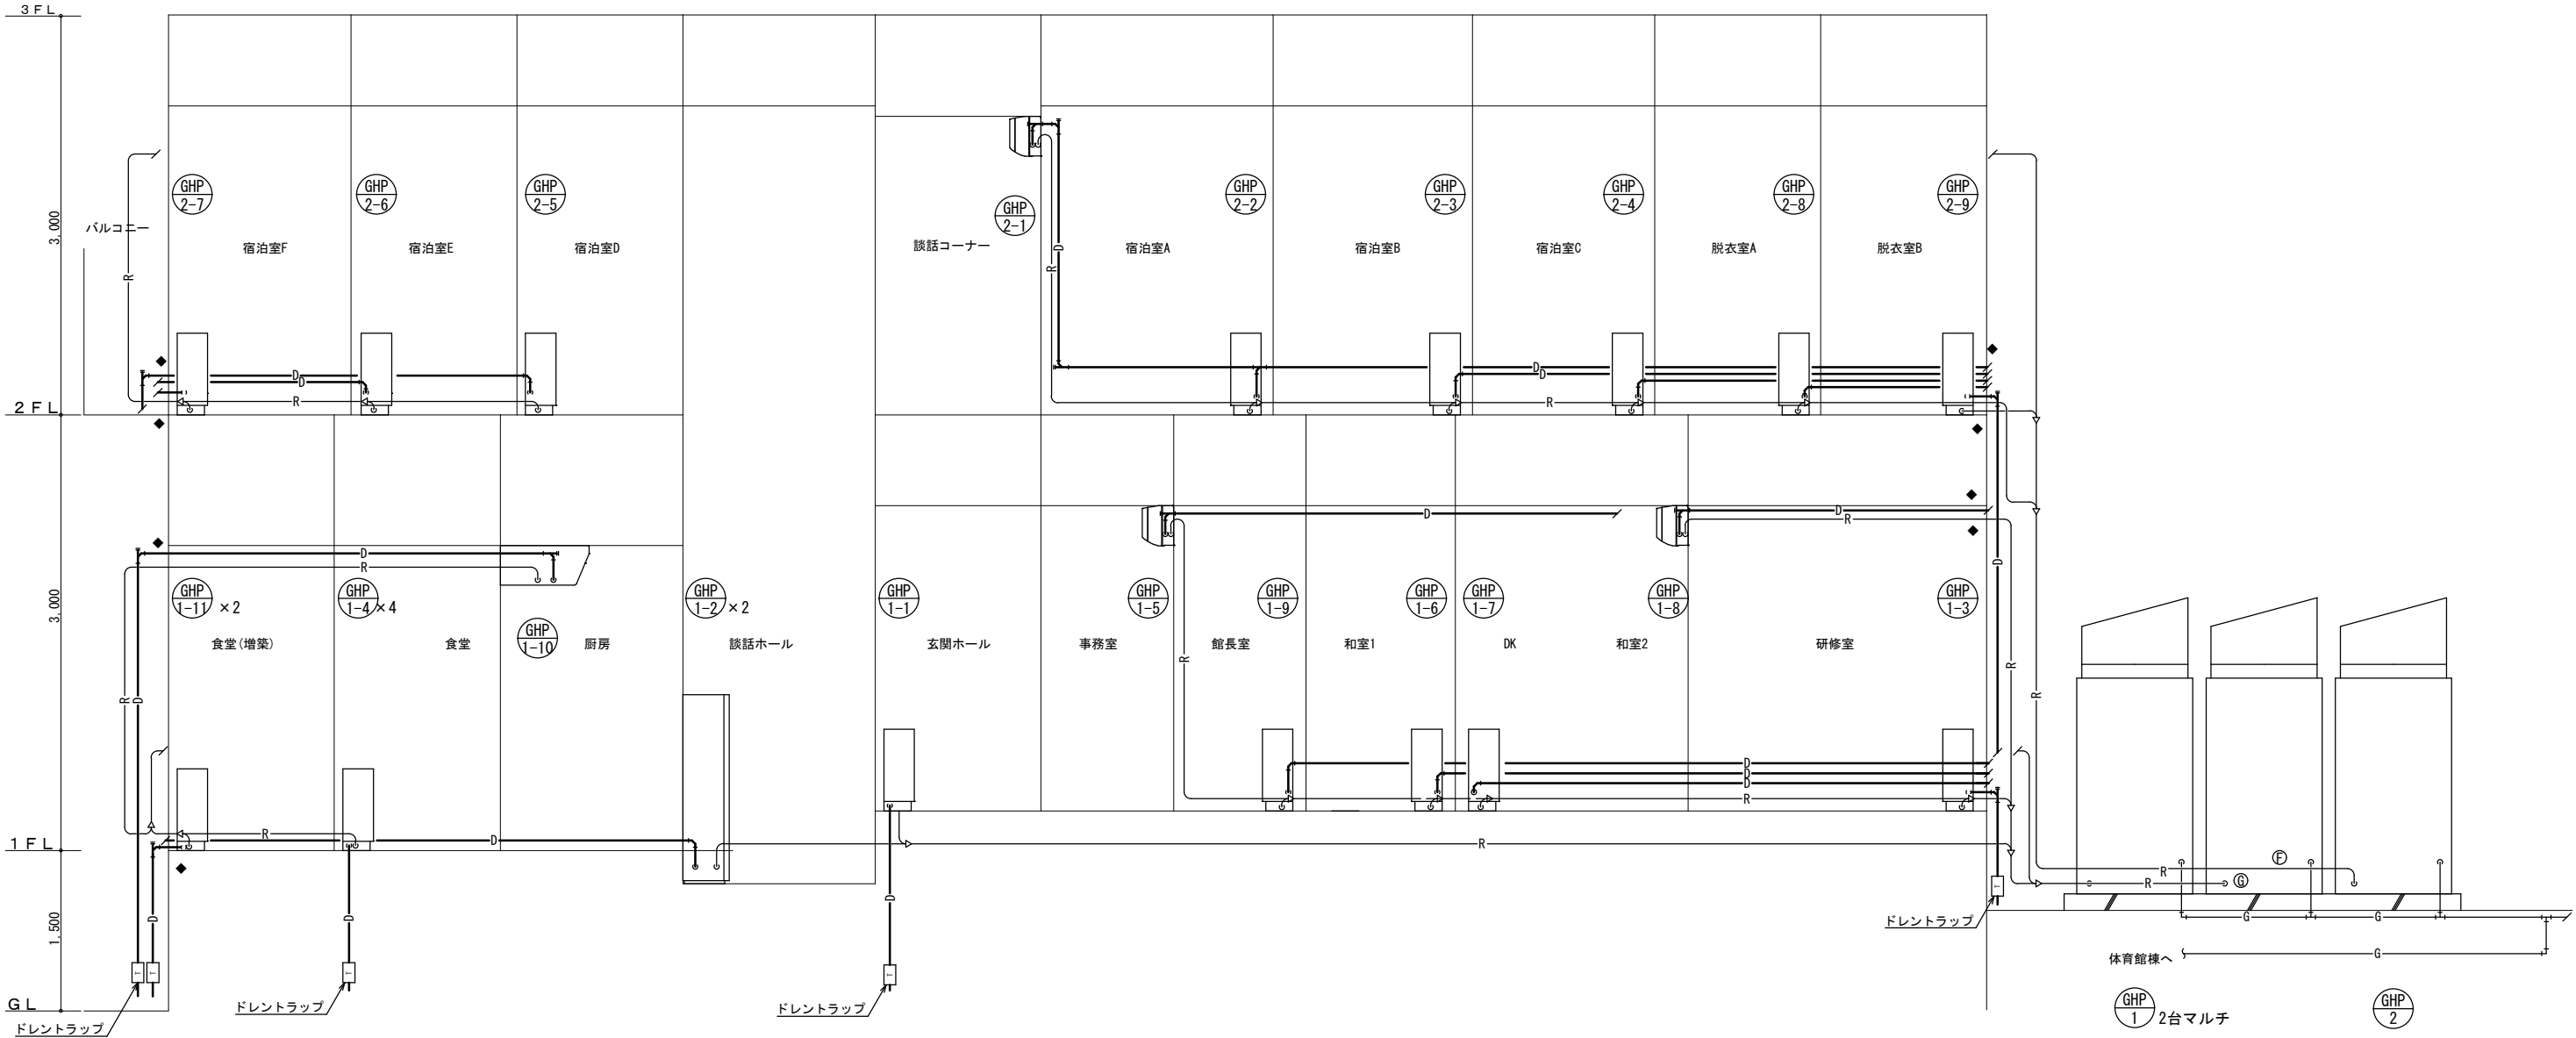 3FL
3,000
バルコニー
R
GHP
2-7
宿泊室F
GHP
2-6
宿泊室E
GHP
2-5
宿泊室D
D
D
R
談話コーナー
GHP
2-1
R
D
宿泊室A
GHP
2-2
宿泊室B
GHP
2-3
宿泊室C
GHP
2-4
脱衣室A
GHP
2-8
脱衣室B
GHP
2-9
D
D
R
2FL
3,000
D
R
R
D
GHP
1-11
×2
食堂(増築)
GHP
1-4
×4
食堂
GHP
1-10
厨房
GHP
1-2
×2
談話ホール
GHP
1-1
玄関ホール
事務室
GHP
1-5
D
R
館長室
GHP
1-9
和室1
GHP
1-6
GHP
1-7
DK
和室2
GHP
1-8
D
R
研修室
GHP
1-3
D
R
R
D
D
D
R
R
D
R
1FL
1,500
D
D
D
T
T
T
T
T
ドレントラップ
ドレントラップ
ドレントラップ
ドレントラップ
GL
R
F
R
G
G
G
体育館棟へ
G
GHP
1
2台マルチ
GHP
2